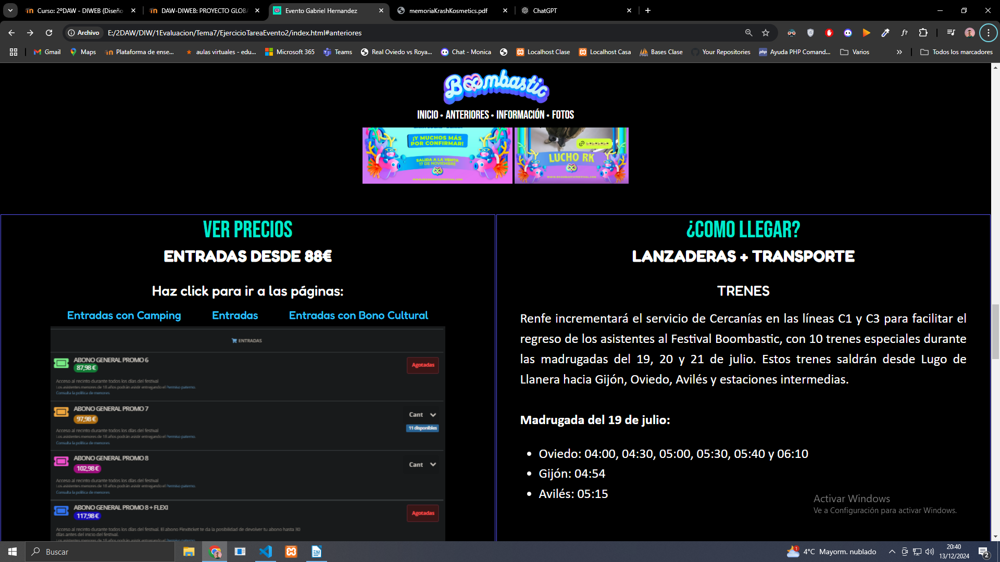 Curso: 2ºDAW - DIWEB (Diseño
DAW-DIWEB: PROYECTO GLOBA
Evento Gabriel Hernandez
memoriaKrashKosmetics.pdf
ChatGPT
Archivo
E:/2DAW/DIW/1Evaluacion/Tema7/EjercicioTareaEvento2/index.html#anteriores
Gmail
Maps
Plataforma de ense...
aulas virtuales - edu...
Microsoft 365
Teams
Real Oviedo vs Roya...
Chat - Monica
Localhost Clase
Localhost Casa
Bases Clase
Your Repositories
Ayuda PHP Comand...
Varios
Todos los marcadores
Boombastic
INICIO • ANTERIORES • INFORMACIÓN • FOTOS
¡Y MUCHOS MÁS
POR CONFIRMAR!
SALIDA A LA VENTA
17 DE NOVIEMBRE
WWW.BOOMBASTICFESTIVAL.COM
LUCHO RK
WWW.BOOMBASTICFESTIVAL.COM
VER PRECIOS
ENTRADAS DESDE 88€
Haz click para ir a las páginas:
Entradas con Camping
Entradas
Entradas con Bono Cultural
ENTRADAS
ABONO GENERAL PROMO 6
87,98 €
Agotadas
Acceso al recinto durante todos los días del festival
Los asistentes menores de 18 años podrán asistir entregando el Permiso paterno.
Consulta la política de menores
ABONO GENERAL PROMO 7
97,98 €
Cant
11 disponibles
Acceso al recinto durante todos los días del festival
Los asistentes menores de 18 años podrán asistir entregando el Permiso paterno.
Consulta la política de menores
ABONO GENERAL PROMO 8
102,98 €
Cant
Acceso al recinto durante todos los días del festival
Los asistentes menores de 18 años podrán asistir entregando el Permiso paterno.
Consulta la política de menores
ABONO GENERAL PROMO 8 + FLEXI
117,98 €
Agotadas
Acceso al recinto durante todos los días del festival. El abono Flexiticket te da la posibilidad de devolver tu abono hasta 30
días antes del inicio del festival.
¿COMO LLEGAR?
LANZADERAS + TRANSPORTE
TRENES
Renfe incrementará el servicio de Cercanías en las líneas C1 y C3 para facilitar el
regreso de los asistentes al Festival Boombastic, con 10 trenes especiales durante
las madrugadas del 19, 20 y 21 de julio. Estos trenes saldrán desde Lugo de
Llanera hacia Gijón, Oviedo, Avilés y estaciones intermedias.
Madrugada del 19 de julio:
• Oviedo: 04:00, 04:30, 05:00, 05:30, 05:40 y 06:10
• Gijón: 04:54
• Avilés: 05:15
Activar Windows
Ve a Configuración para activar Windows.
Buscar
1
4°C Mayorm. nublado
20:40
13/12/2024
2